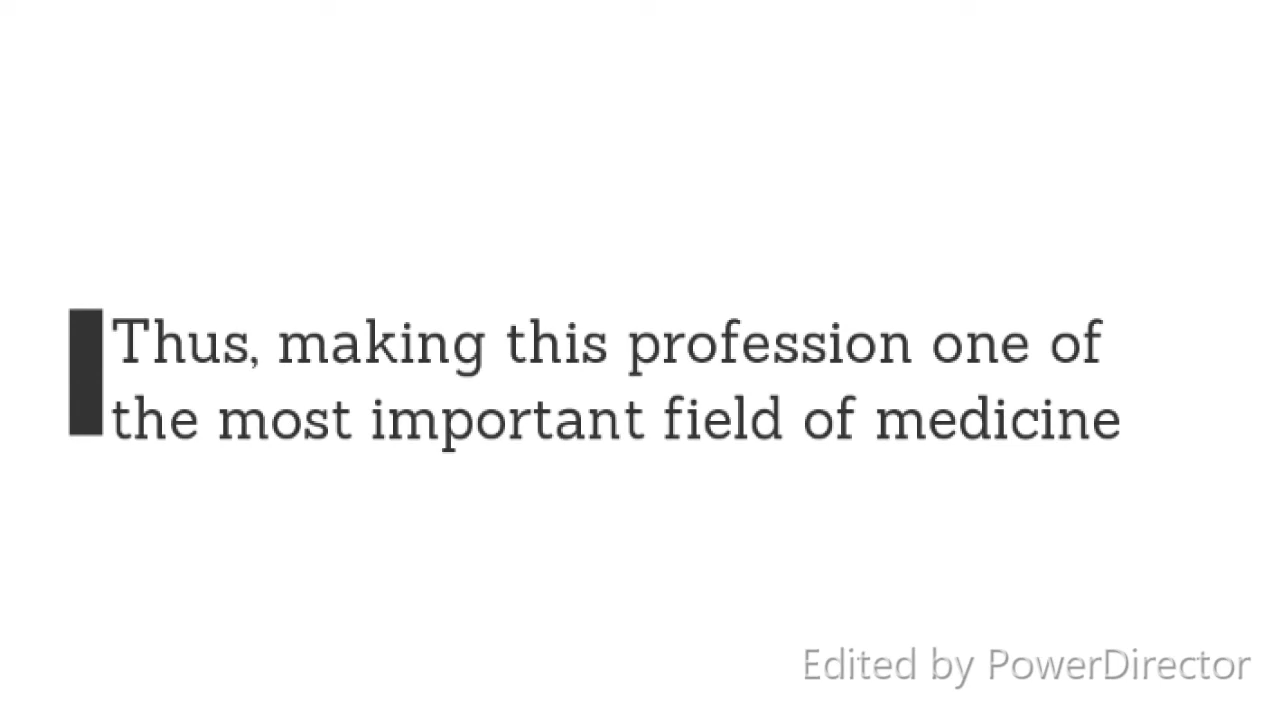 Thus, making this profession one of
the most important field of medicine
Edited by PowerDirector